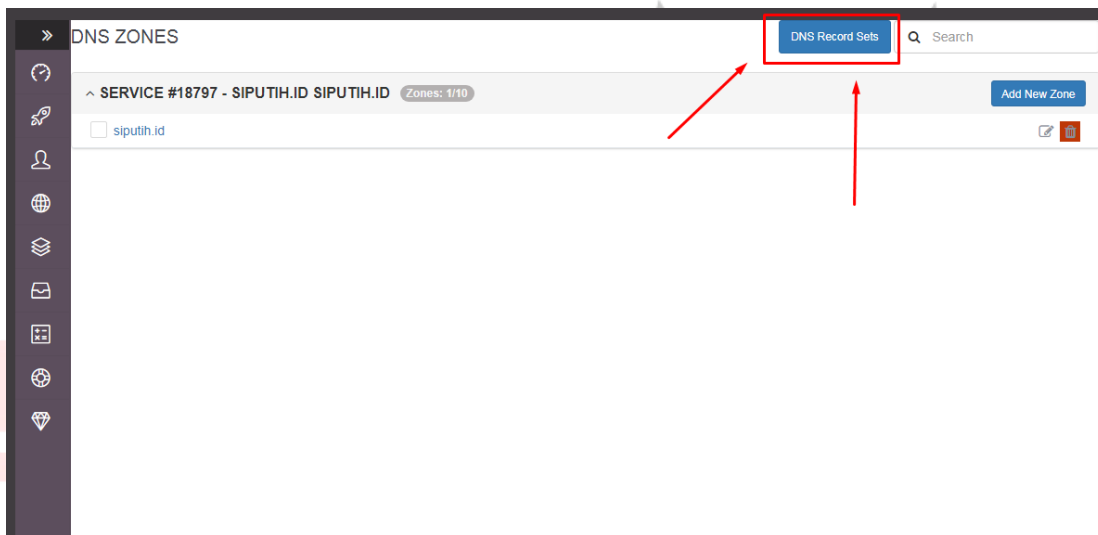 DNS ZONES
DNS Record Sets
Search
SERVICE #18797 - SIPUTIH.ID SIPUTIH.ID Zones: 1/10
Add New Zone
siputih.id